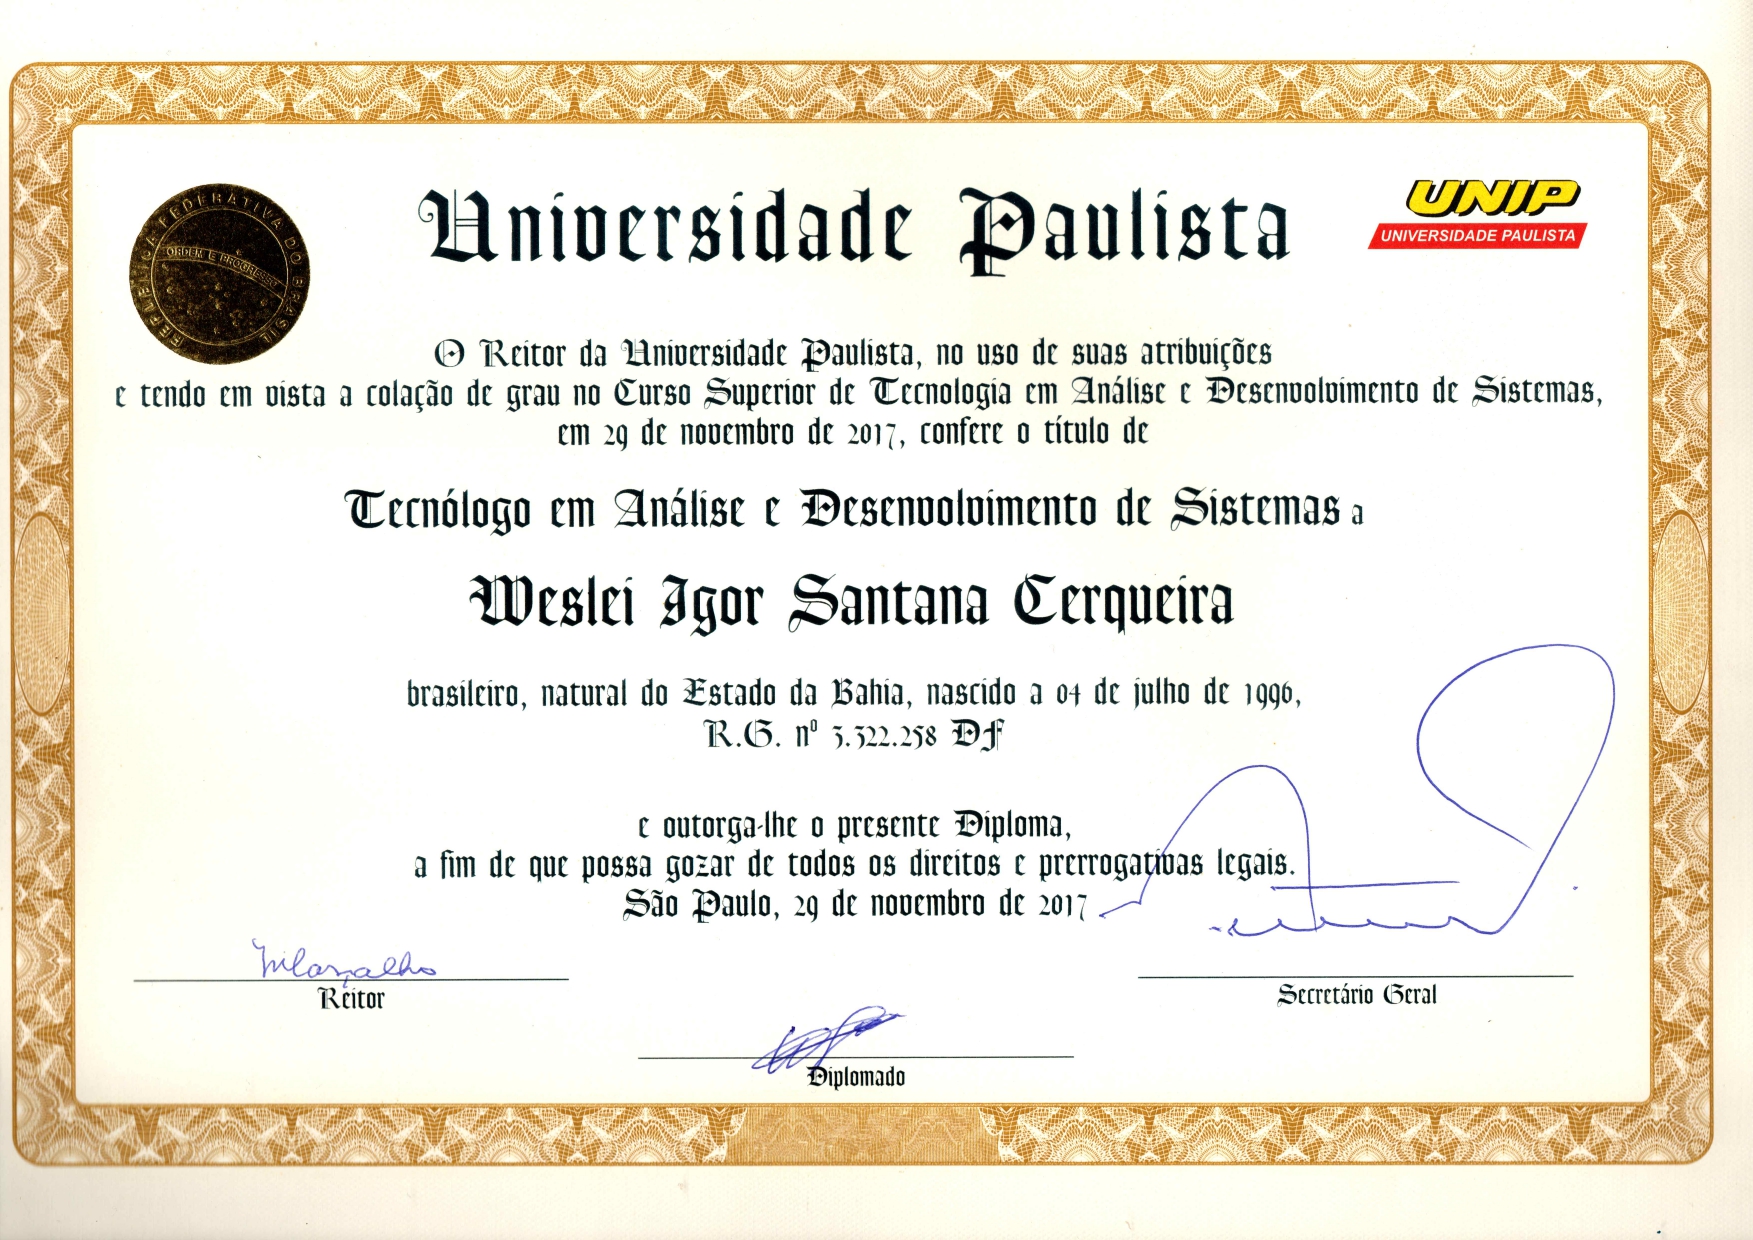 REPÚBLICA FEDERATIVA DO BRASIL
ORDEM E PROGRESSO
Universidade Paulista
UNIP
UNIVERSIDADE PAULISTA
O Reitor da Universidade Paulista, no uso de suas atribuições
e tendo em vista a colação de grau no Curso Superior de Tecnologia em Análise e Desenvolvimento de Sistemas,
em 29 de novembro de 2017, confere o título de
Tecnólogo em Análise e Desenvolvimento de Sistemas a
Weslei Igor Santana Cerqueira
brasileiro, natural do Estado da Bahia, nascido a 04 de julho de 1996,
R.G. nº 3.322.258 DF
e outorga-lhe o presente Diploma,
a fim de que possa gozar de todos os direitos e prerrogativas legais.
São Paulo, 29 de novembro de 2017
Reitor
Secretário Geral
Diplomado